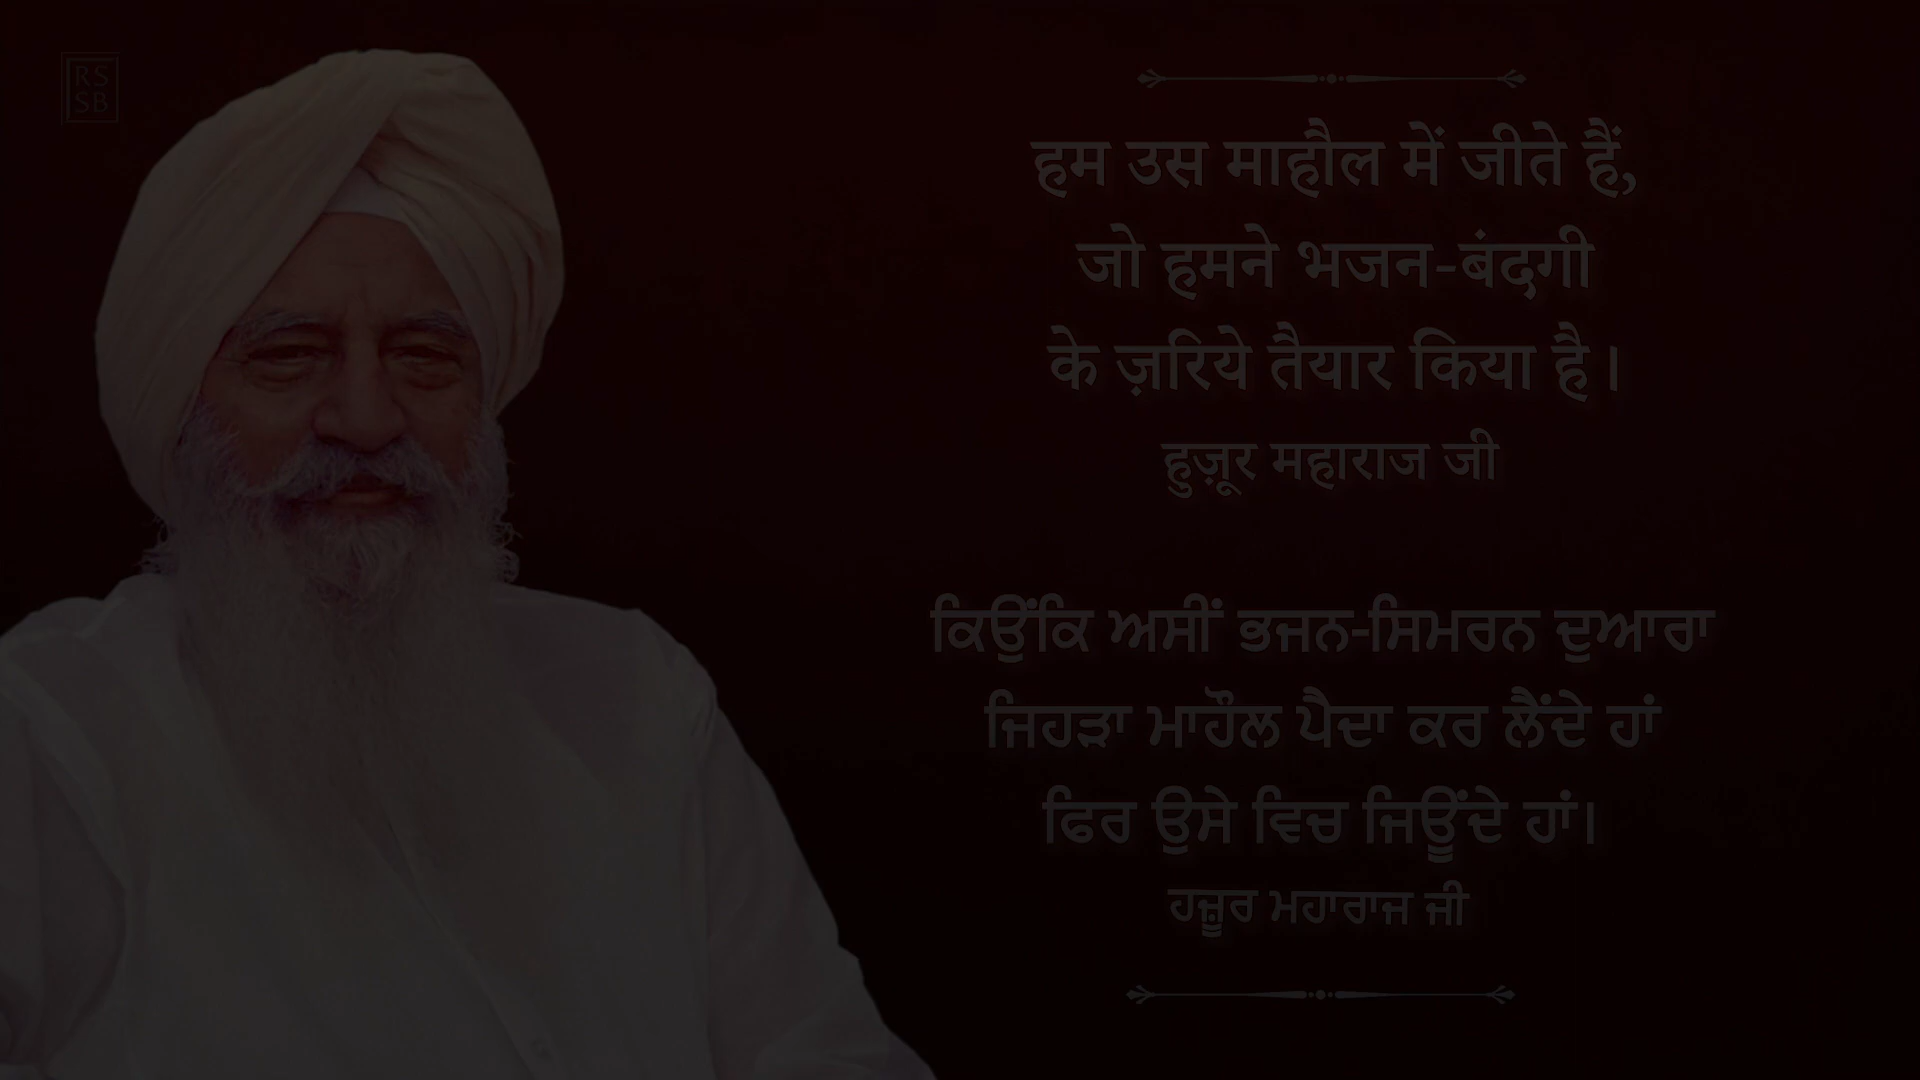 RS
SB
हम उस माहौल में जीते हैं,
जो हमने भजन-बंदगी
के ज़रिये तैयार किया है।
हुज़ूर महाराज जी
ਕਿਉਂਕਿ ਅਸੀਂ ਭਜਨ-ਸਿਮਰਨ ਦੁਆਰਾ
ਜਿਹੜਾ ਮਾਹੌਲ ਪੈਦਾ ਕਰ ਲੈਂਦੇ ਹਾਂ
ਫਿਰ ਉਸੇ ਵਿਚ ਜਿਊਂਦੇ ਹਾਂ।
ਹਜ਼ੂਰ ਮਹਾਰਾਜ ਜੀ